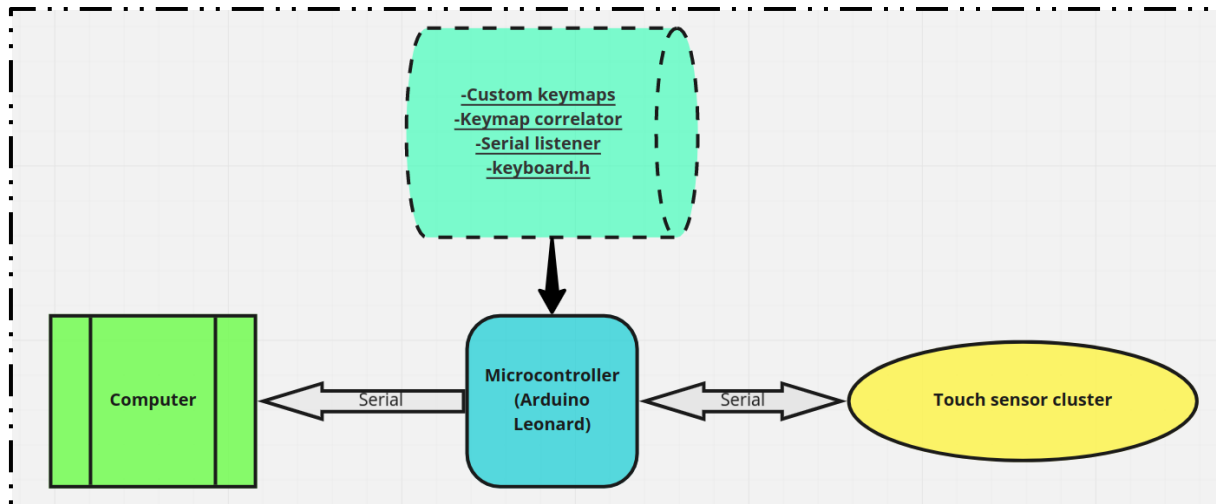 -Custom keymaps
-Keymap correlator
-Serial listener
-keyboard.h
Computer
Serial
Microcontroller
(Arduino
Leonard)
Serial
Touch sensor cluster